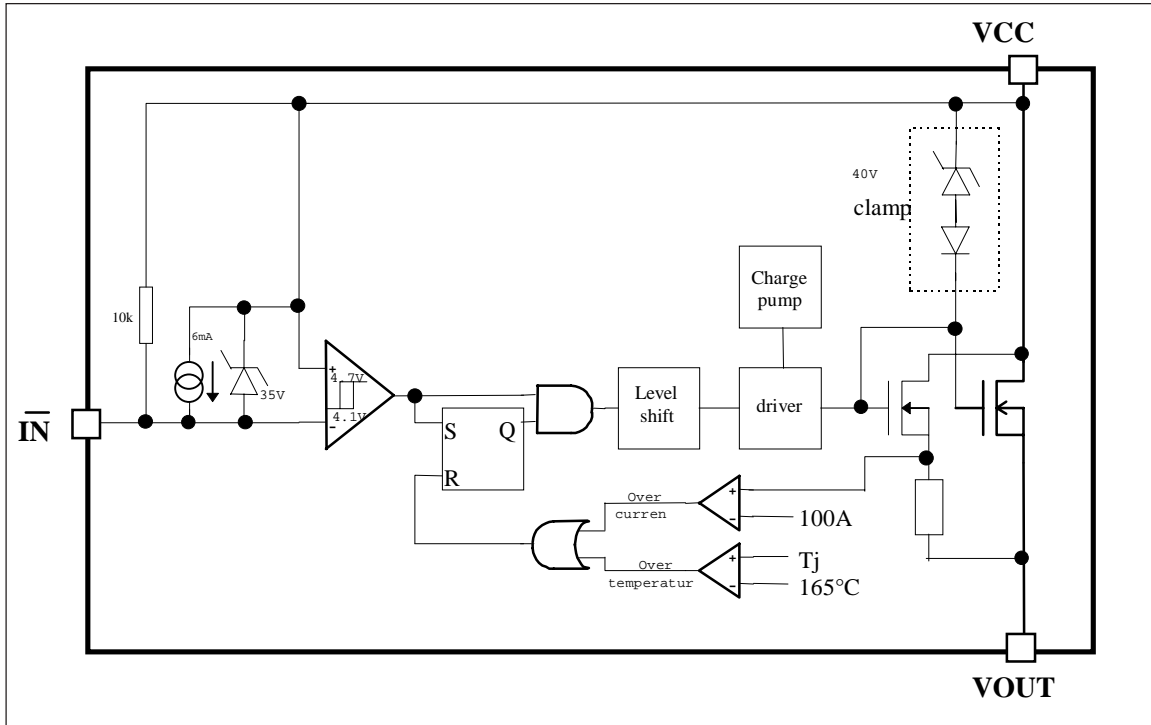 VCC
40V
clamp
Charge
pump
10k
6mA
35V
+
4.7V
4.1V
-
IN
S
Q
R
Level
shift
driver
Over
curren
+
-
100A
Over
temperatur
+
-
Tj
165°C
VOUT